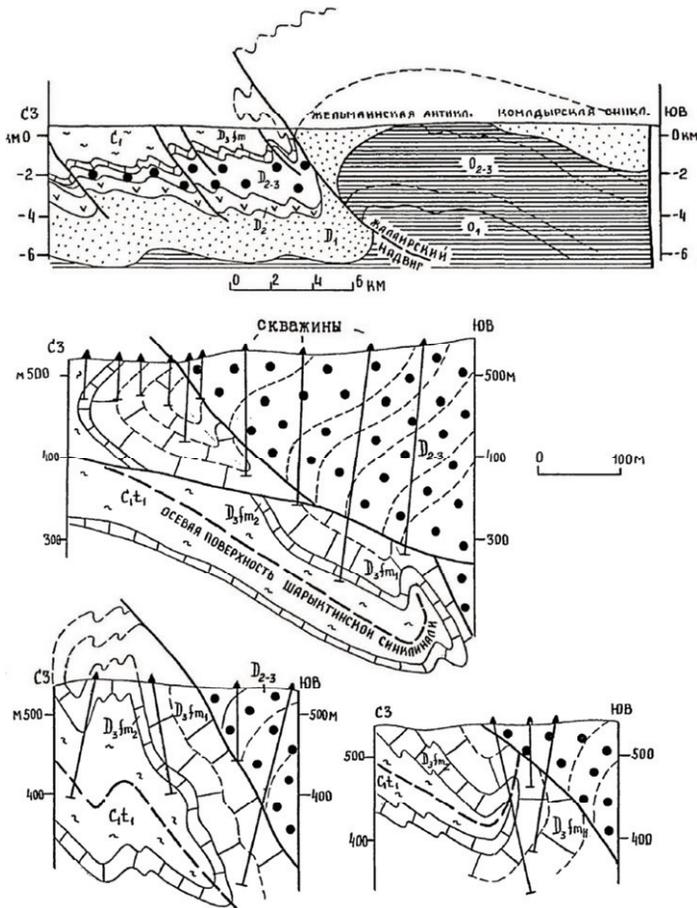 СЗ
ЖЕЛЬМАИНСКАЯ АНТИКЛ. КОМДЫРСКАЯ СИНКЛ.
ЮВ
КМ 0
C₁
D₃fm
0 КМ
-2
D₂₋₃
O₂₋₃
-2
-4
D₂
D₁
O₁
-4
-6
ЖАЛАИРСКИЙ
НАДВИГ
-6
0 2 4 6 КМ
СКВАЖИНЫ
СЗ
ЮВ
М 500
500М
400
D₂₋₃
400
0 100М
C₁t₁
D₃fm₂
300
D₃fm₁
300
ОСЕВАЯ ПОВЕРХНОСТЬ ШАРЫКТИНСКОЙ СИНКЛИНАЛИ
СЗ
D₂₋₃
ЮВ
М500
D₃fm₂
D₃fm₁
500М
400
C₁t₁
400
СЗ
ЮВ
500
D₃fm₂
500
C₁t₁
400
400